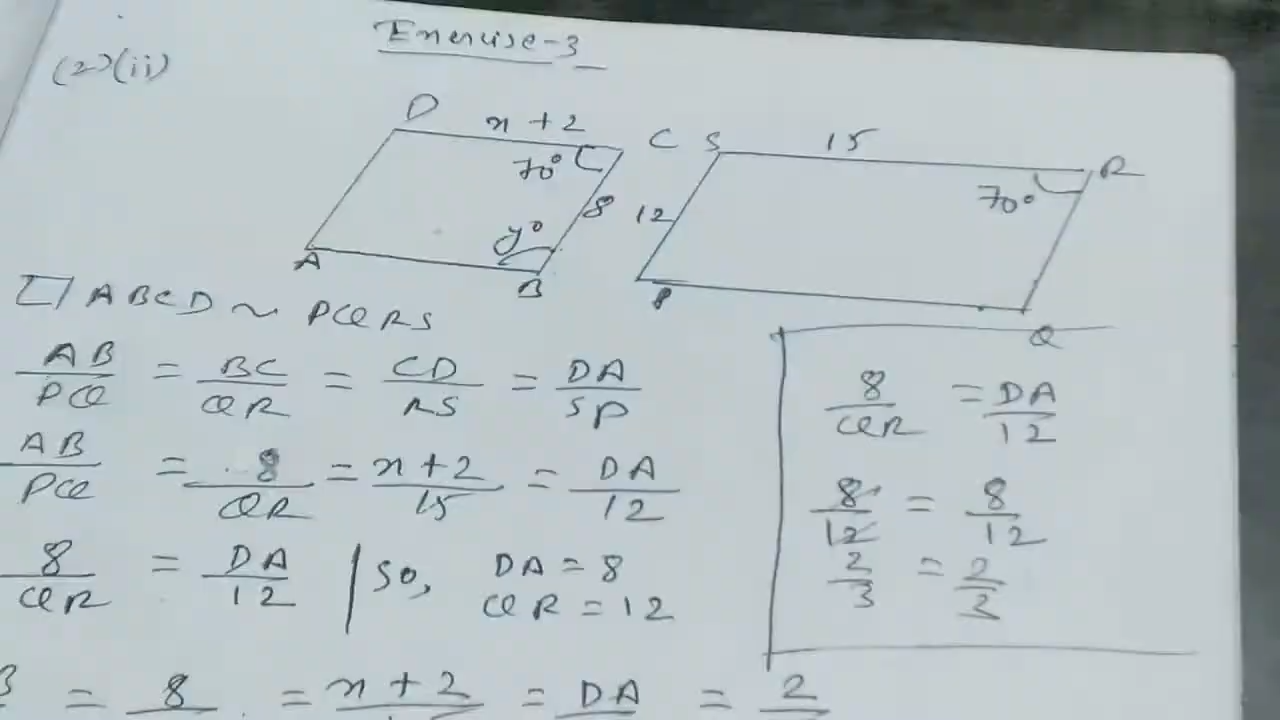 Exercise-3
(2)(ii)
D x+2 C S 15 R
70° 70°
8 12
y°
A B P Q
▱ ABCD ~ PQRS
AB/PQ = BC/QR = CD/RS = DA/SP
AB/PQ = 8/QR = x+2/15 = DA/12
8/QR = DA/12 | so, DA = 8
QR = 12
8/QR = DA/12
8/12 = 8/12
2/3 = 2/3
B = 8 = x+2 = DA = 2